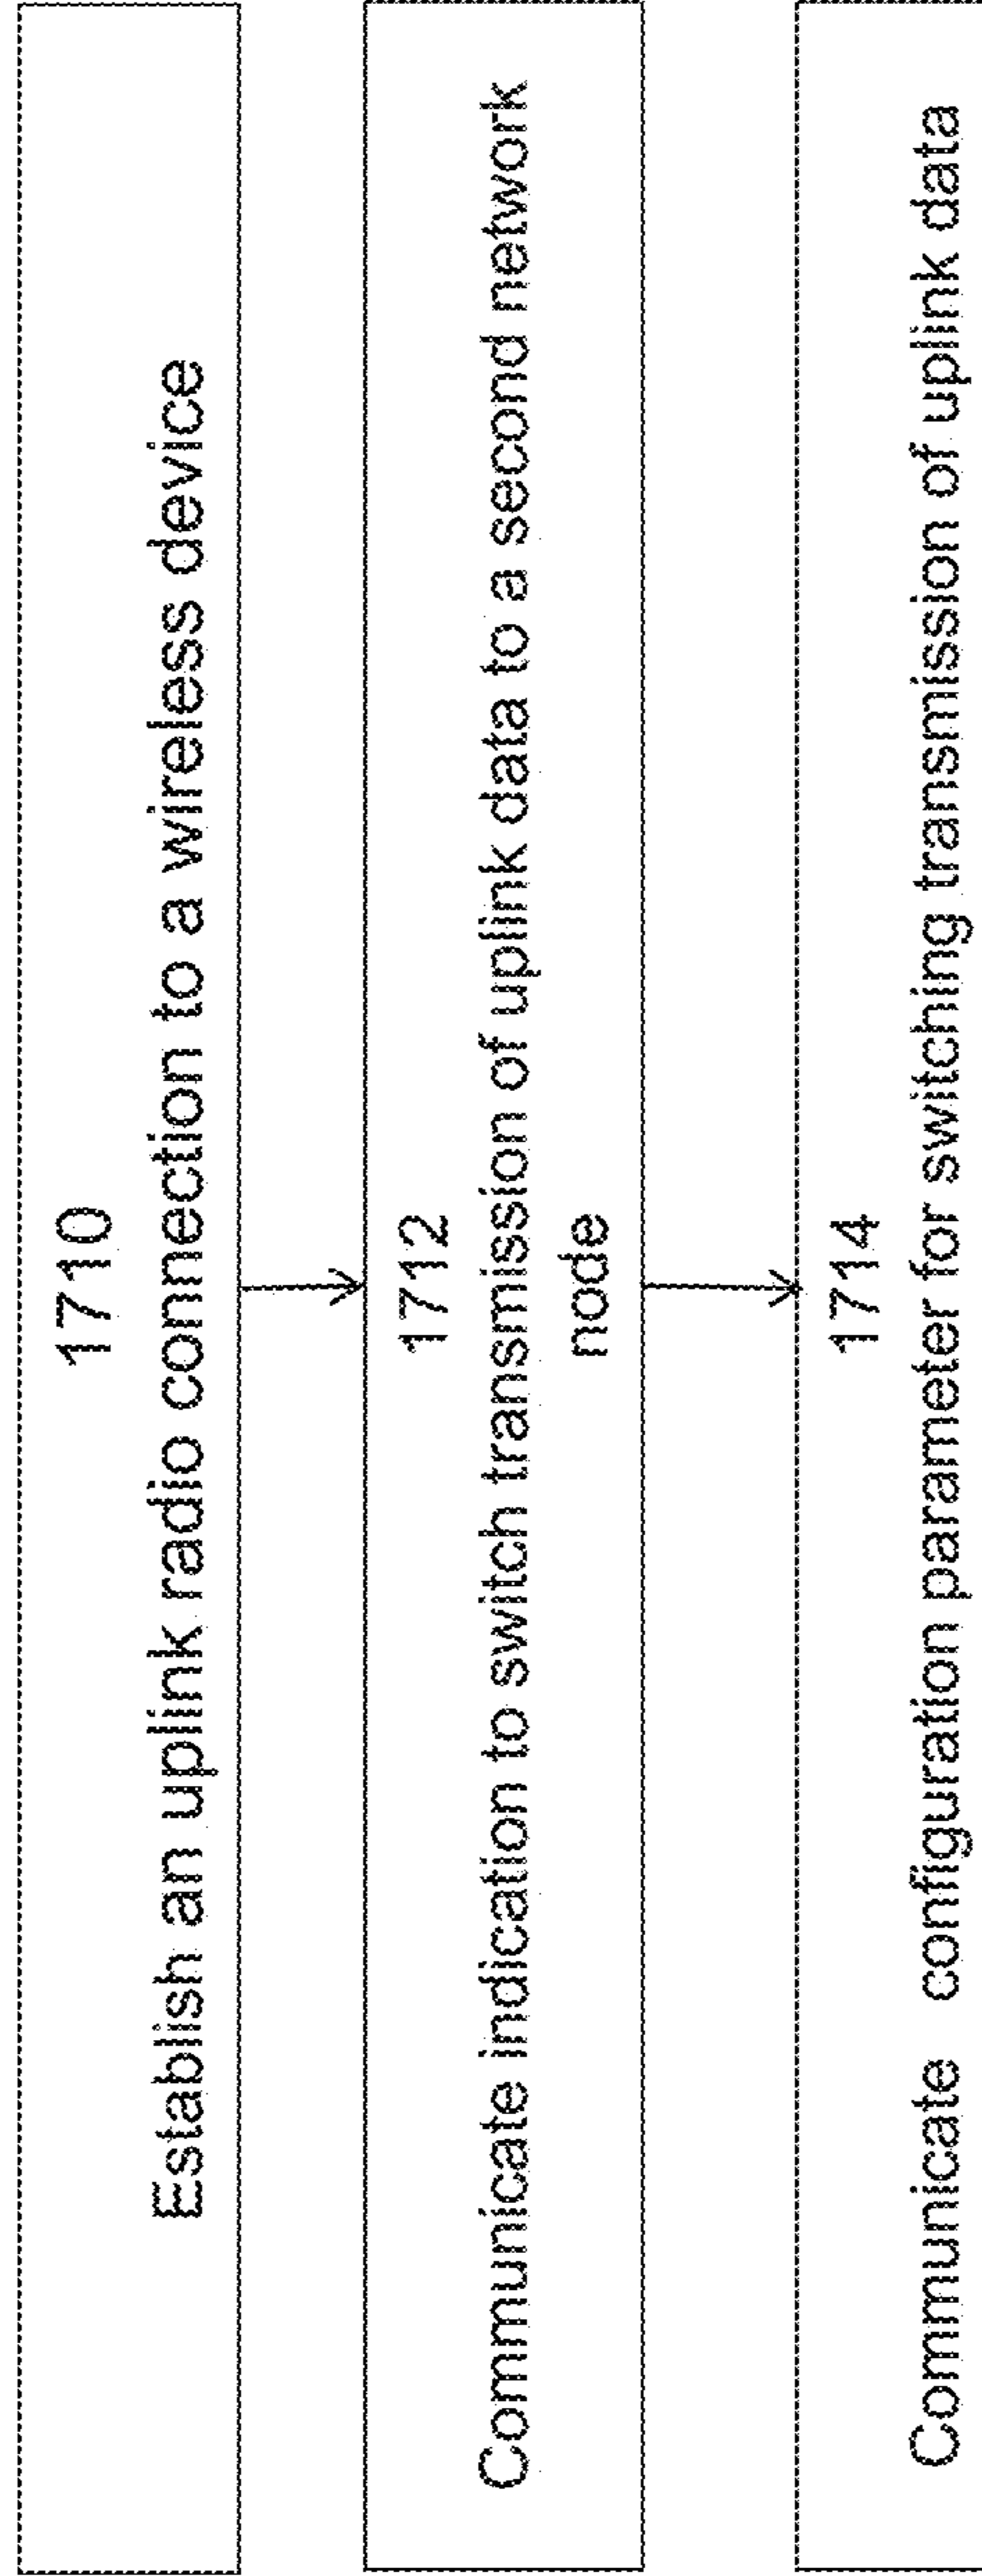 1710
Establish an uplink radio connection to a wireless device
1712
Communicate indication to switch transmission of uplink data to a second network
node
1714
Communicate configuration parameter for switching transmission of uplink data